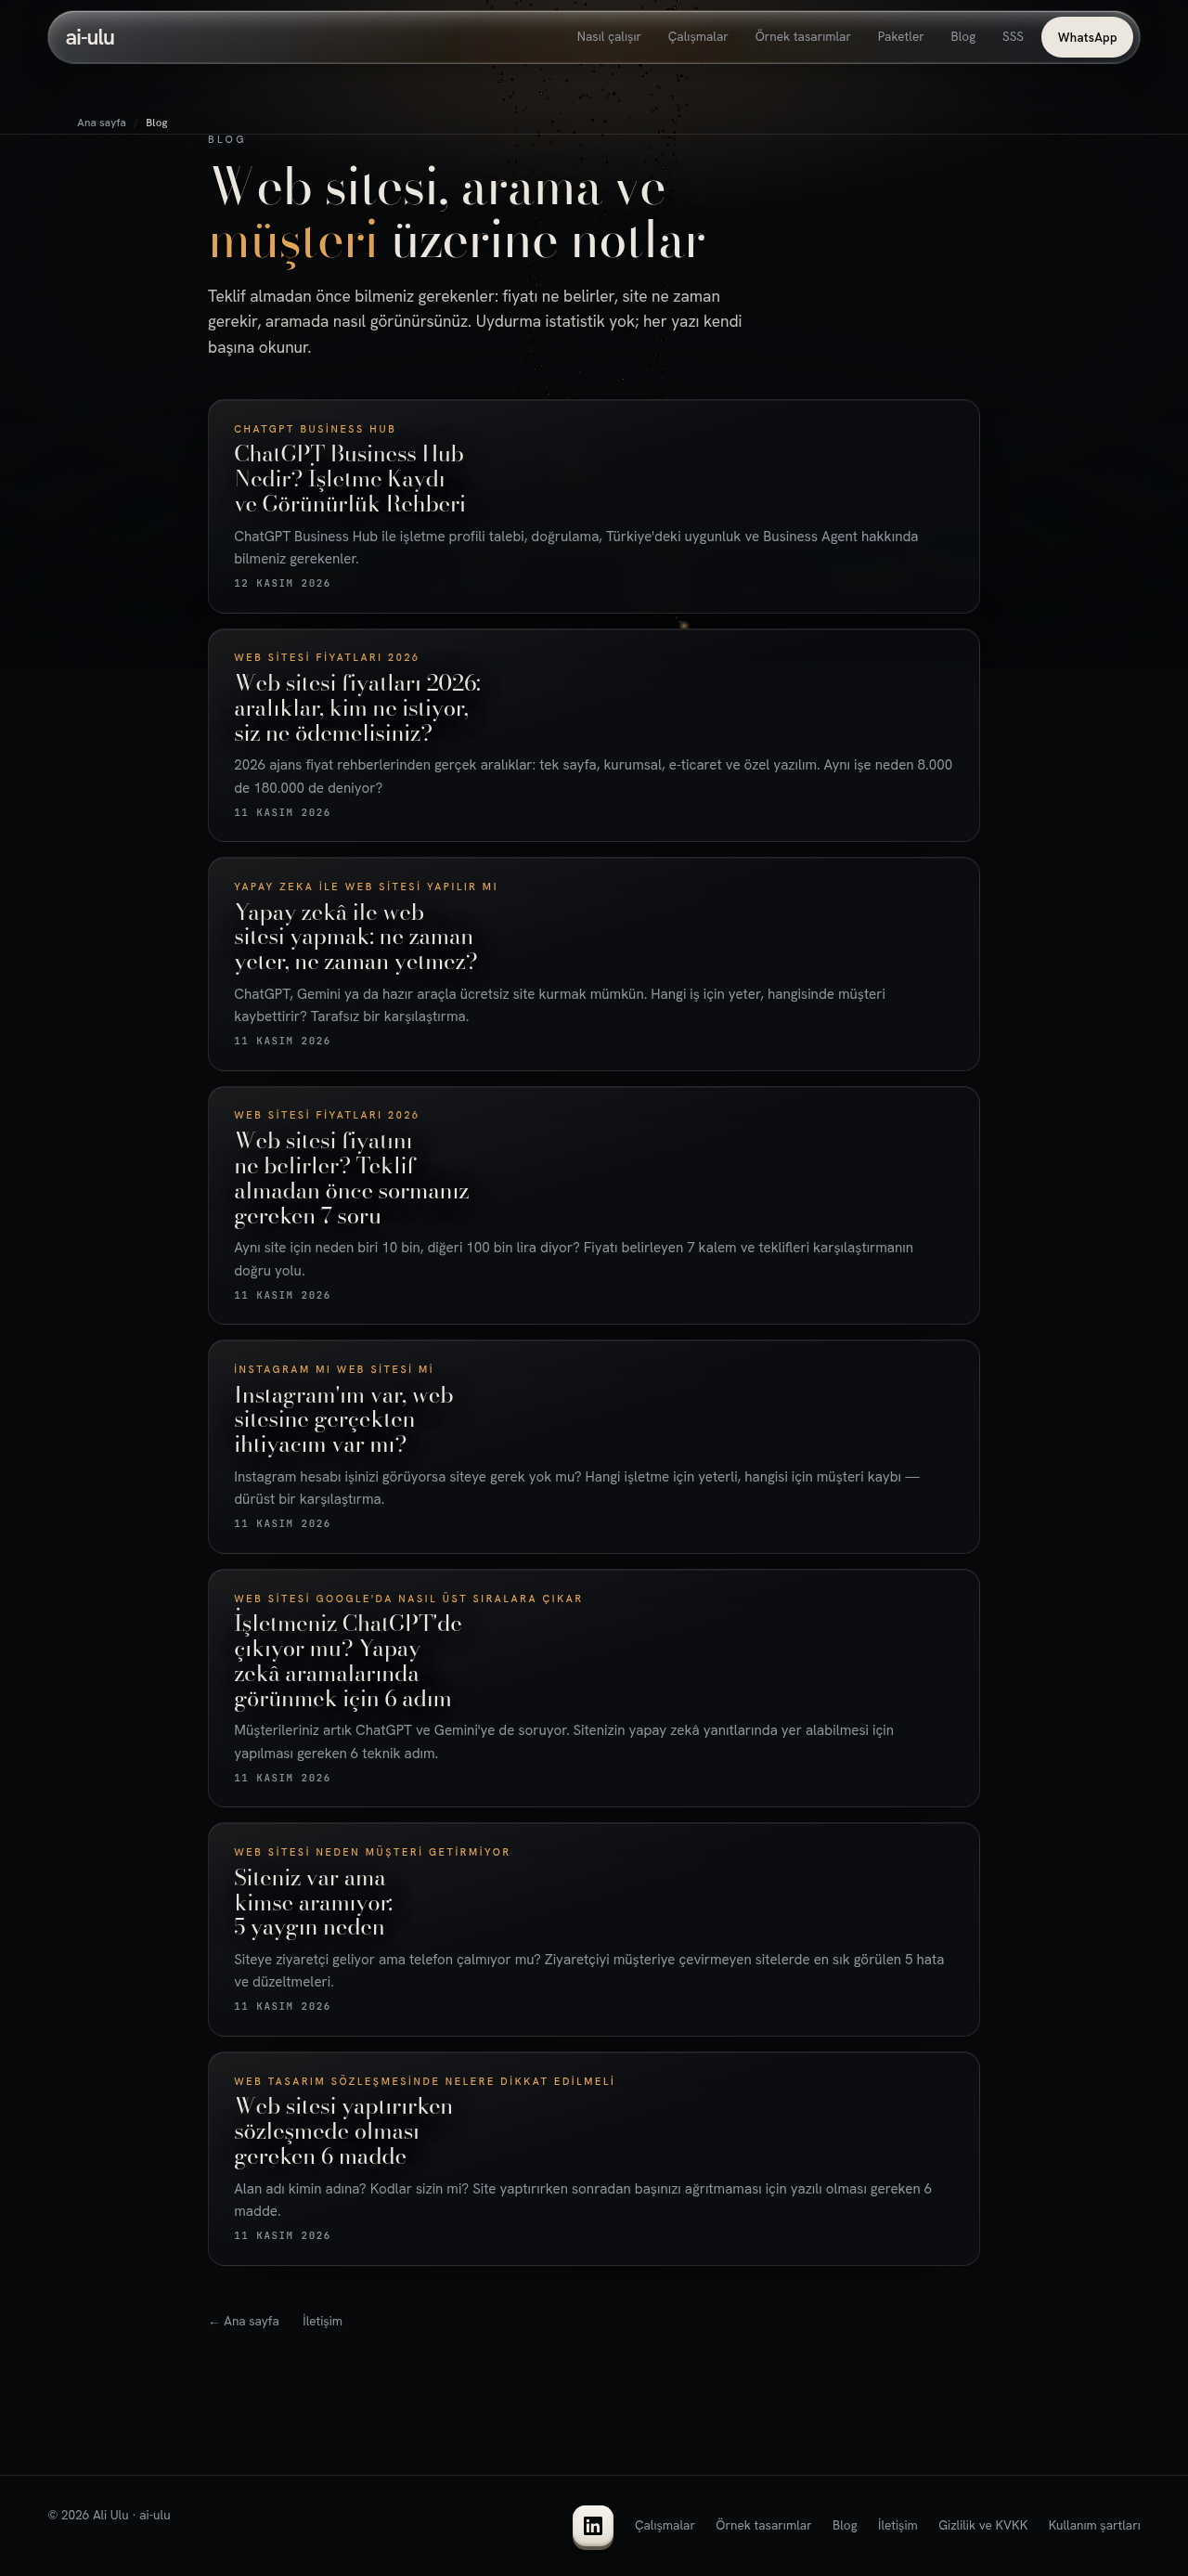 ai-ulu
Nasıl çalışır
Çalışmalar
Örnek tasarımlar
Paketler
Blog
SSS
WhatsApp
Ana sayfa / Blog
BLOG
Web sitesi, arama ve
müşteri üzerine notlar
Teklif almadan önce bilmeniz gerekenler: fiyatı ne belirler, site ne zaman
gerekir, aramada nasıl görünürsünüz. Uydurma istatistik yok; her yazı kendi
başına okunur.
CHATGPT BUSİNESS HUB
ChatGPT Business Hub
Nedir? İşletme Kaydı
ve Görünürlük Rehberi
ChatGPT Business Hub ile işletme profili talebi, doğrulama, Türkiye'deki uygunluk ve Business Agent hakkında
bilmeniz gerekenler.
12 KASIM 2026
WEB SİTESİ FİYATLARI 2026
Web sitesi fiyatları 2026:
aralıklar, kim ne istiyor,
siz ne ödemelisiniz?
2026 ajans fiyat rehberlerinden gerçek aralıklar: tek sayfa, kurumsal, e-ticaret ve özel yazılım. Aynı işe neden 8.000
de 180.000 de deniyor?
11 KASIM 2026
YAPAY ZEKA İLE WEB SİTESİ YAPILIR MI
Yapay zekâ ile web
sitesi yapmak: ne zaman
yeter, ne zaman yetmez?
ChatGPT, Gemini ya da hazır araçla ücretsiz site kurmak mümkün. Hangi iş için yeter, hangisinde müşteri
kaybettirir? Tarafsız bir karşılaştırma.
11 KASIM 2026
WEB SİTESİ FİYATLARI 2026
Web sitesi fiyatını
ne belirler? Teklif
almadan önce sormanız
gereken 7 soru
Aynı site için neden biri 10 bin, diğeri 100 bin lira diyor? Fiyatı belirleyen 7 kalem ve teklifleri karşılaştırmanın
doğru yolu.
11 KASIM 2026
İNSTAGRAM MI WEB SİTESİ Mİ
Instagram'ım var, web
sitesine gerçekten
ihtiyacım var mı?
Instagram hesabı işinizi görüyorsa siteye gerek yok mu? Hangi işletme için yeterli, hangisi için müşteri kaybı —
dürüst bir karşılaştırma.
11 KASIM 2026
WEB SİTESİ GOOGLE'DA NASIL ÜST SIRALARA ÇIKAR
İşletmeniz ChatGPT'de
çıkıyor mu? Yapay
zekâ aramalarında
görünmek için 6 adım
Müşterileriniz artık ChatGPT ve Gemini'ye de soruyor. Sitenizin yapay zekâ yanıtlarında yer alabilmesi için
yapılması gereken 6 teknik adım.
11 KASIM 2026
WEB SİTESİ NEDEN MÜŞTERİ GETİRMİYOR
Siteniz var ama
kimse aramıyor:
5 yaygın neden
Siteye ziyaretçi geliyor ama telefon çalmıyor mu? Ziyaretçiyi müşteriye çevirmeyen sitelerde en sık görülen 5 hata
ve düzeltmeleri.
11 KASIM 2026
WEB TASARIM SÖZLEŞMESİNDE NELERE DİKKAT EDİLMELİ
Web sitesi yaptırırken
sözleşmede olması
gereken 6 madde
Alan adı kimin adına? Kodlar sizin mi? Site yaptırırken sonradan başınızı ağrıtmaması için yazılı olması gereken 6
madde.
11 KASIM 2026
← Ana sayfa
İletişim
© 2026 Ali Ulu · ai-ulu
in
Çalışmalar
Örnek tasarımlar
Blog
İletişim
Gizlilik ve KVKK
Kullanım şartları